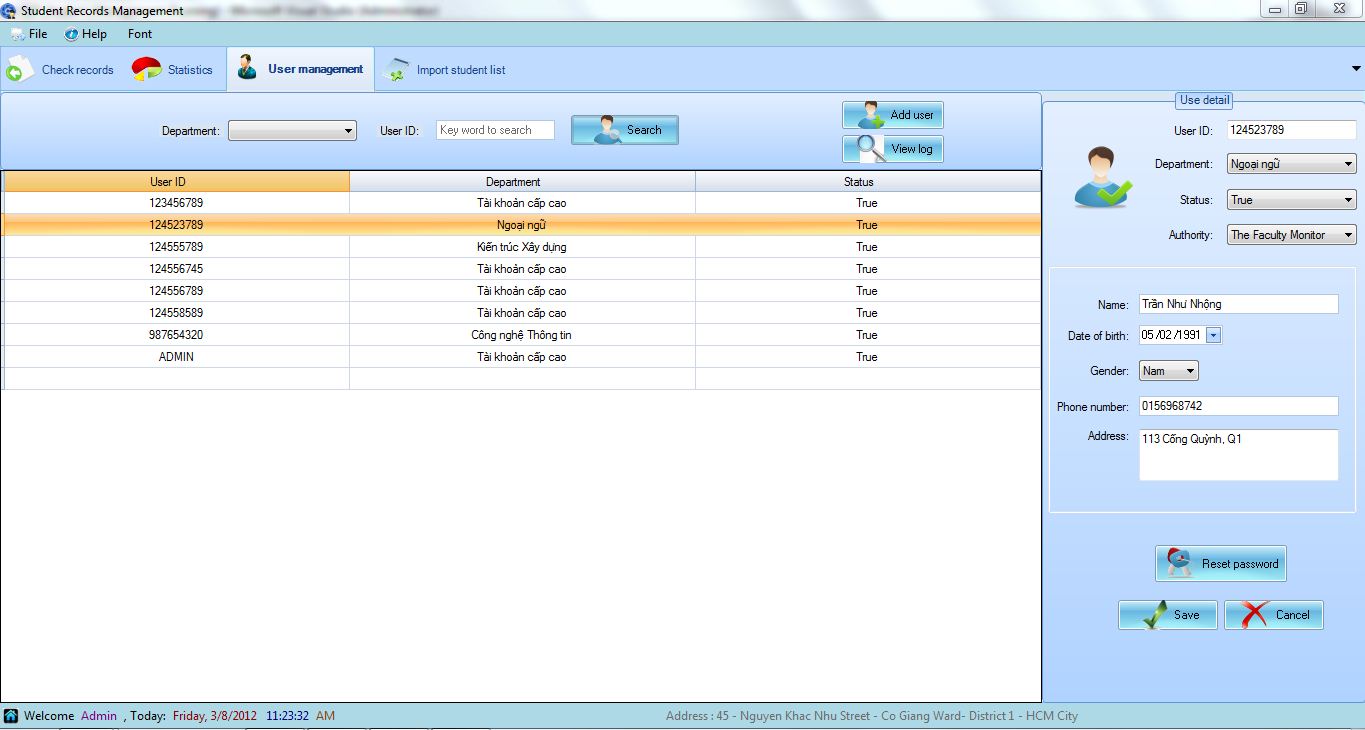 Student Records Management
File Help Font
Check records Statistics User management Import student list
Department: User ID: Key word to search Search
Add user
View log
User ID Department Status
123456789 Tài khoản cấp cao True
124523789 Ngoại ngữ True
124555789 Kiến trúc Xây dựng True
124556745 Tài khoản cấp cao True
124556789 Tài khoản cấp cao True
124558589 Tài khoản cấp cao True
987654320 Công nghệ Thông tin True
ADMIN Tài khoản cấp cao True
Use detail
User ID: 124523789
Department: Ngoại ngữ
Status: True
Authority: The Faculty Monitor
Name: Trần Như Nhộng
Date of birth: 05 /02 /1991
Gender: Nam
Phone number: 0156968742
Address: 113 Cống Quỳnh, Q1
Reset password
Save Cancel
Welcome Admin , Today: Friday, 3/8/2012 11:23:32 AM Address : 45 - Nguyen Khac Nhu Street - Co Giang Ward- District 1 - HCM City